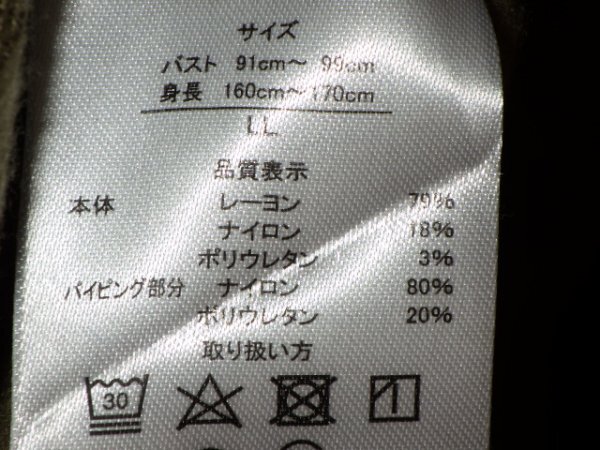 サイズ
バスト 91cm～ 99cm
身長 160cm～170cm
LL
品質表示
本体 レーヨン 79%
ナイロン 18%
ポリウレタン 3%
パイピング部分 ナイロン 80%
ポリウレタン 20%
取り扱い方
30